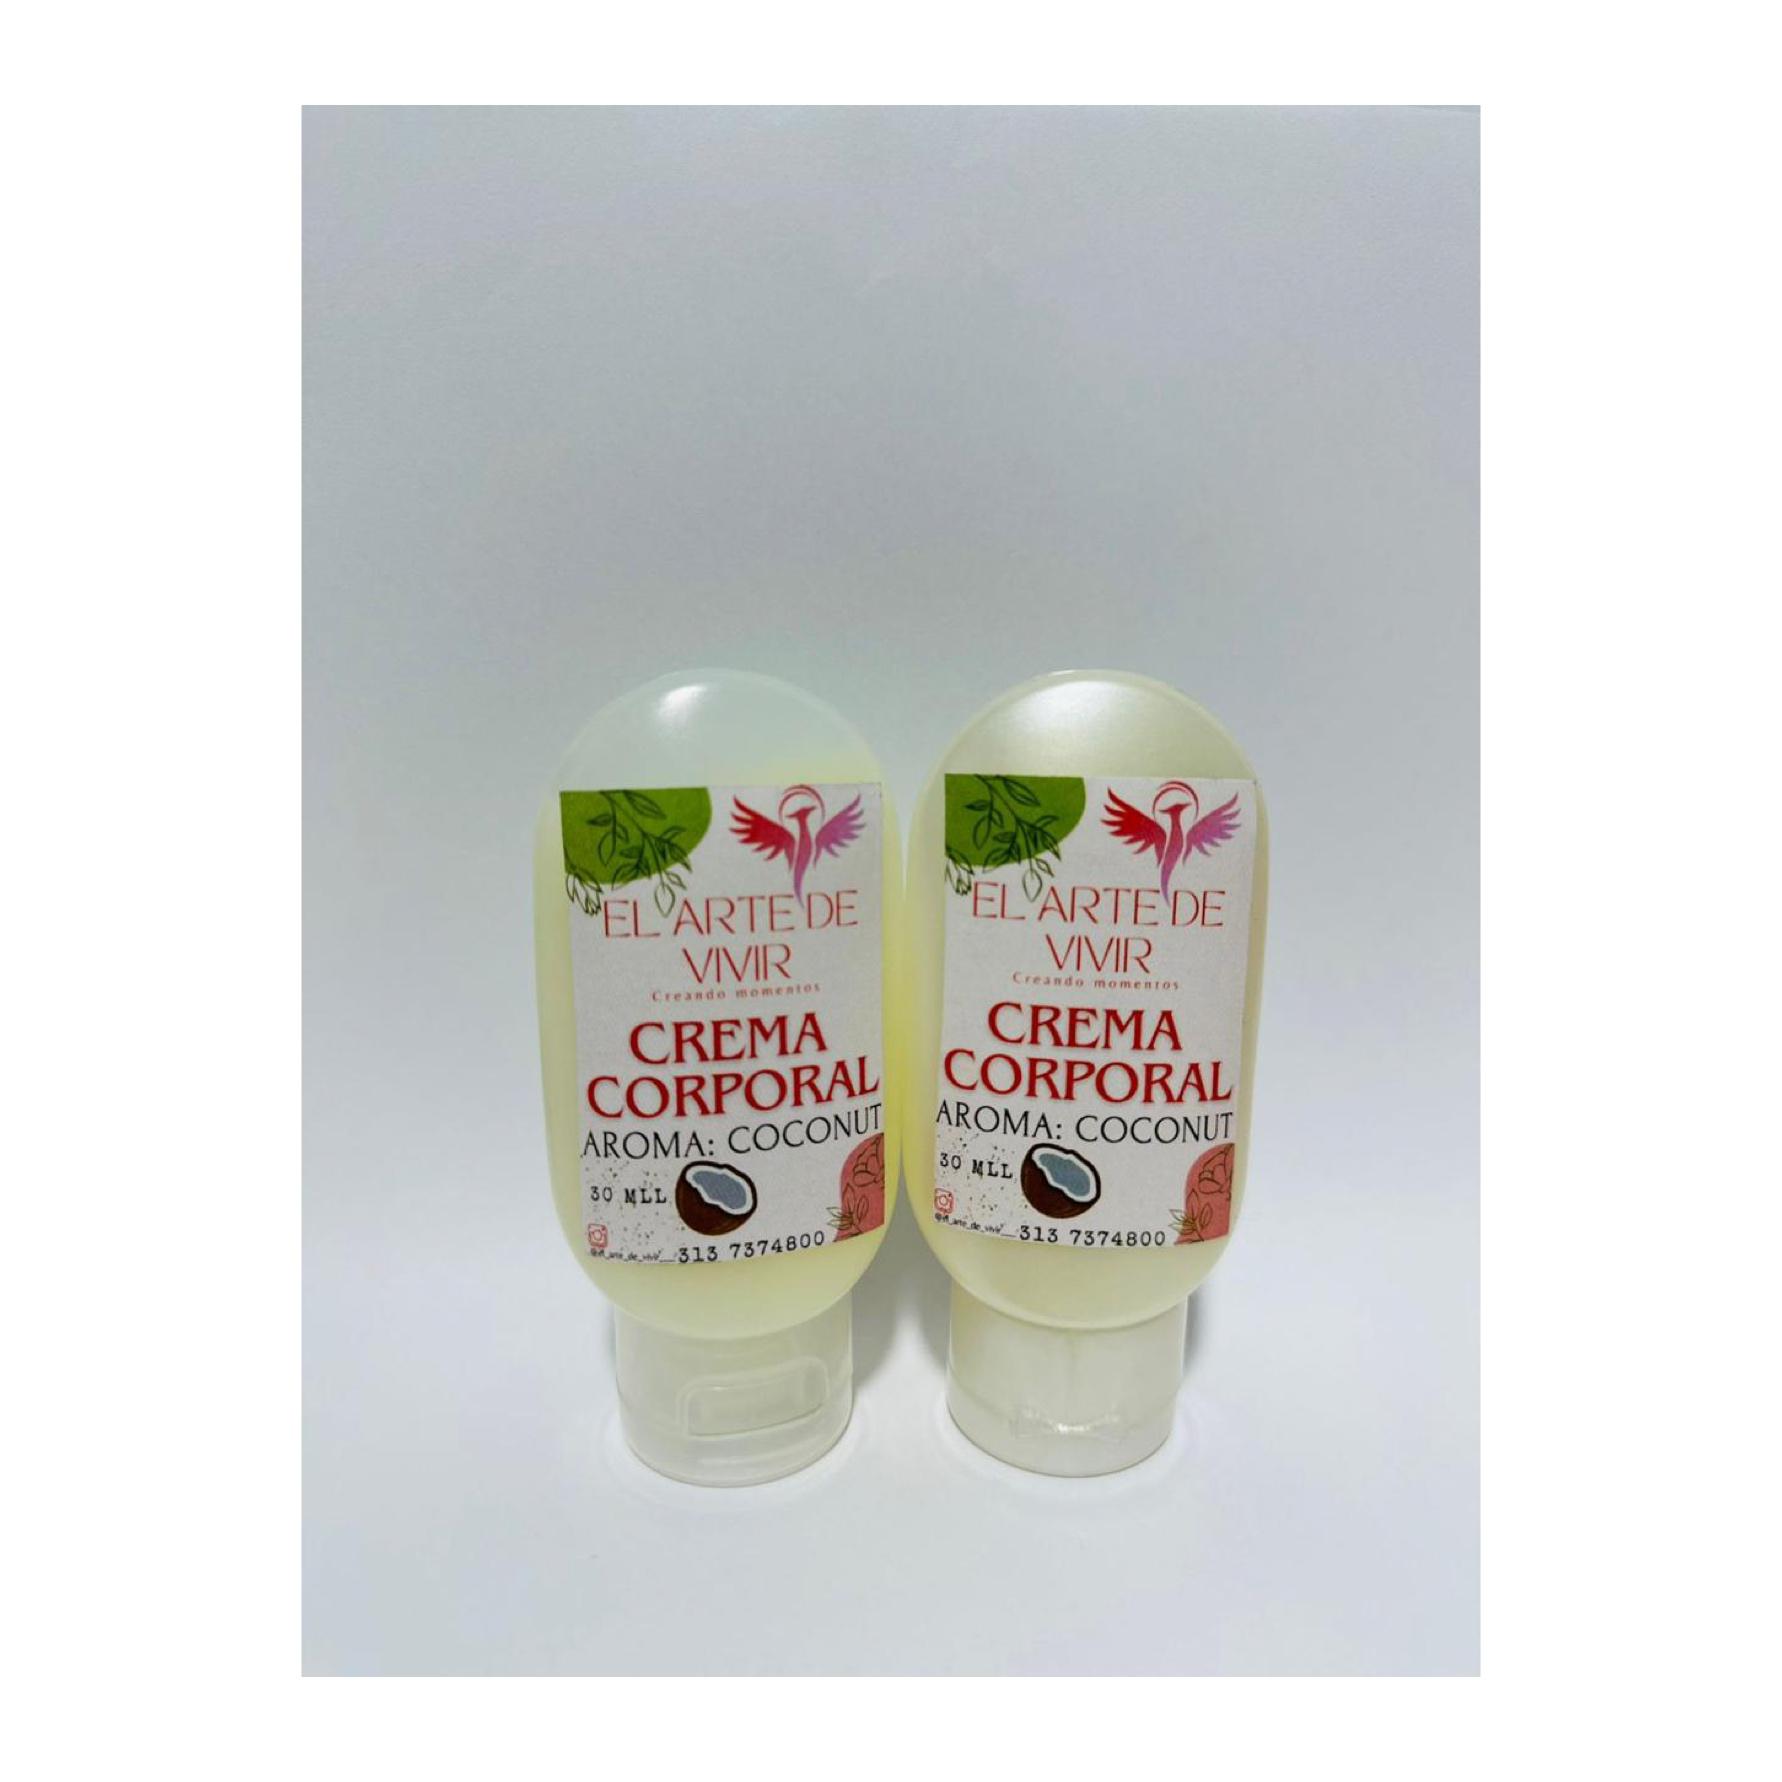 EL ARTE DE
VIVIR
Creando momentos
CREMA
CORPORAL
AROMA: COCONUT
30 MLL
313 7374800
EL ARTE DE
VIVIR
Creando momentos
CREMA
CORPORAL
AROMA: COCONUT
30 MLL
313 7374800